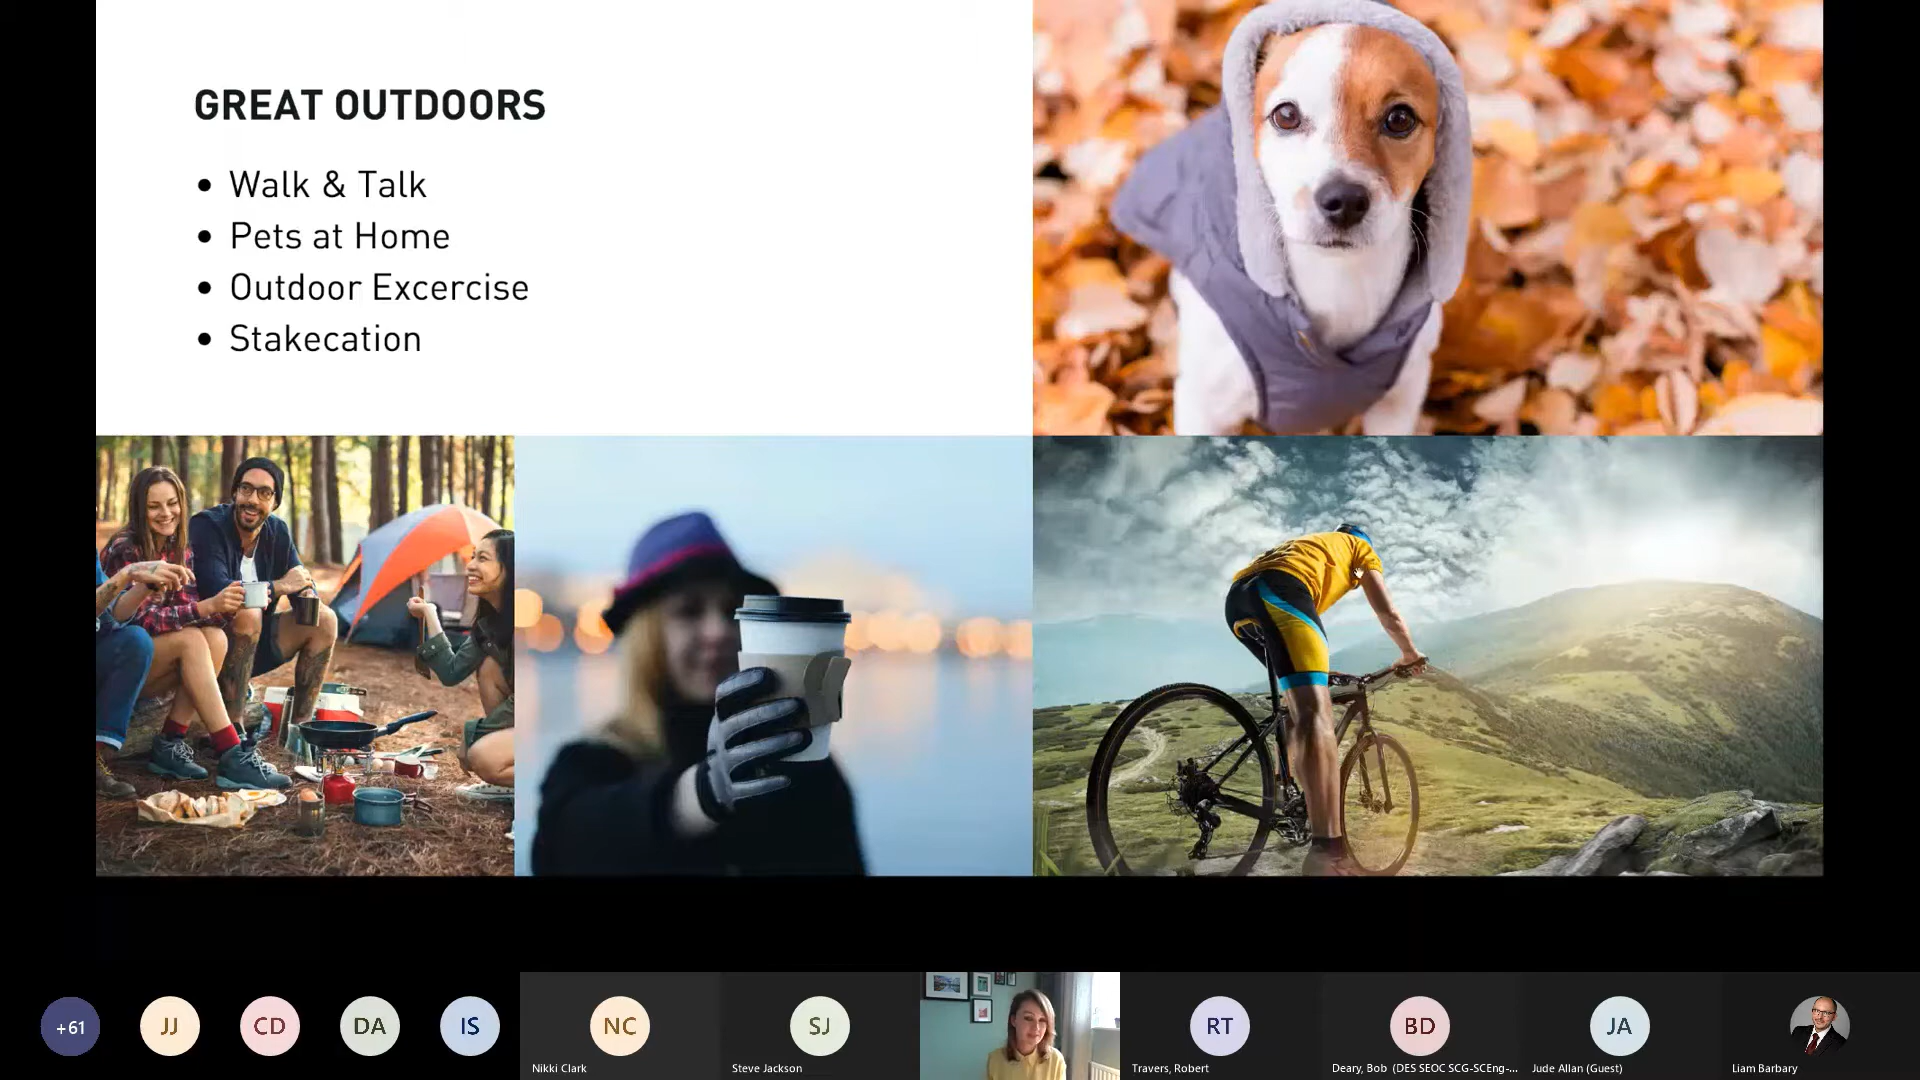 GREAT OUTDOORS
• Walk & Talk
• Pets at Home
• Outdoor Excercise
• Stakecation
+61
JJ
CD
DA
IS
NC
SJ
RT
BD
JA
Nikki Clark
Steve Jackson
Travers, Robert
Deary, Bob (DES SEOC SCG-SCEng-...
Jude Allan (Guest)
Liam Barbary